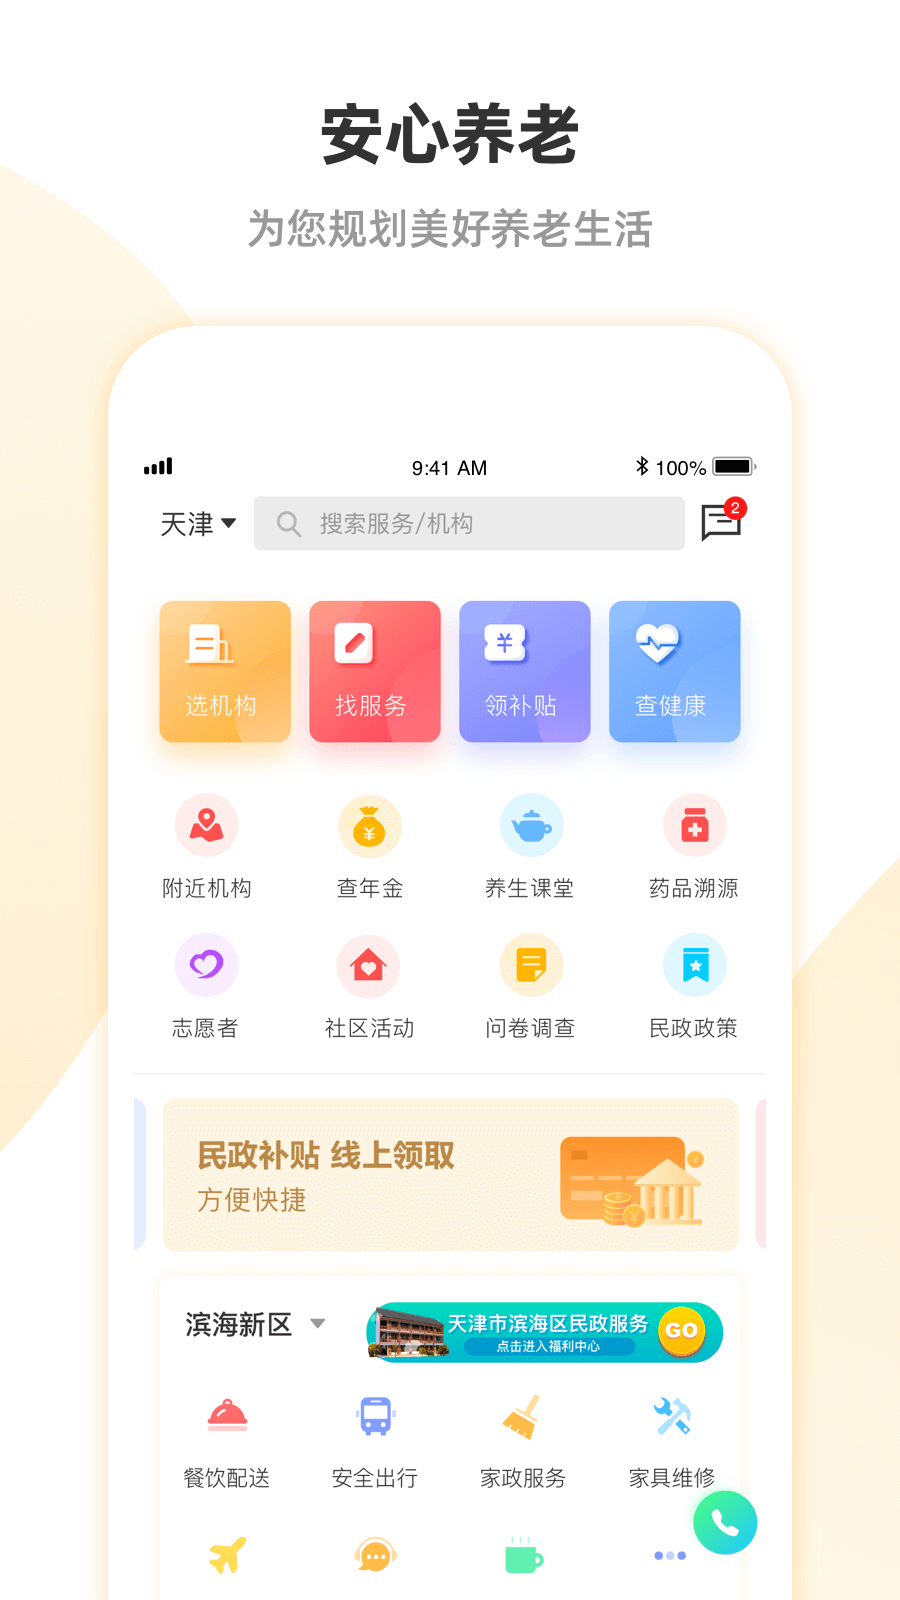 安心养老
为您规划美好养老生活
9:41 AM
100%
天津
搜索服务/机构
2
选机构
找服务
领补贴
查健康
附近机构
查年金
养生课堂
药品溯源
志愿者
社区活动
问卷调查
民政政策
民政补贴 线上领取
方便快捷
滨海新区
天津市滨海区民政服务
点击进入福利中心
GO
餐饮配送
安全出行
家政服务
家具维修